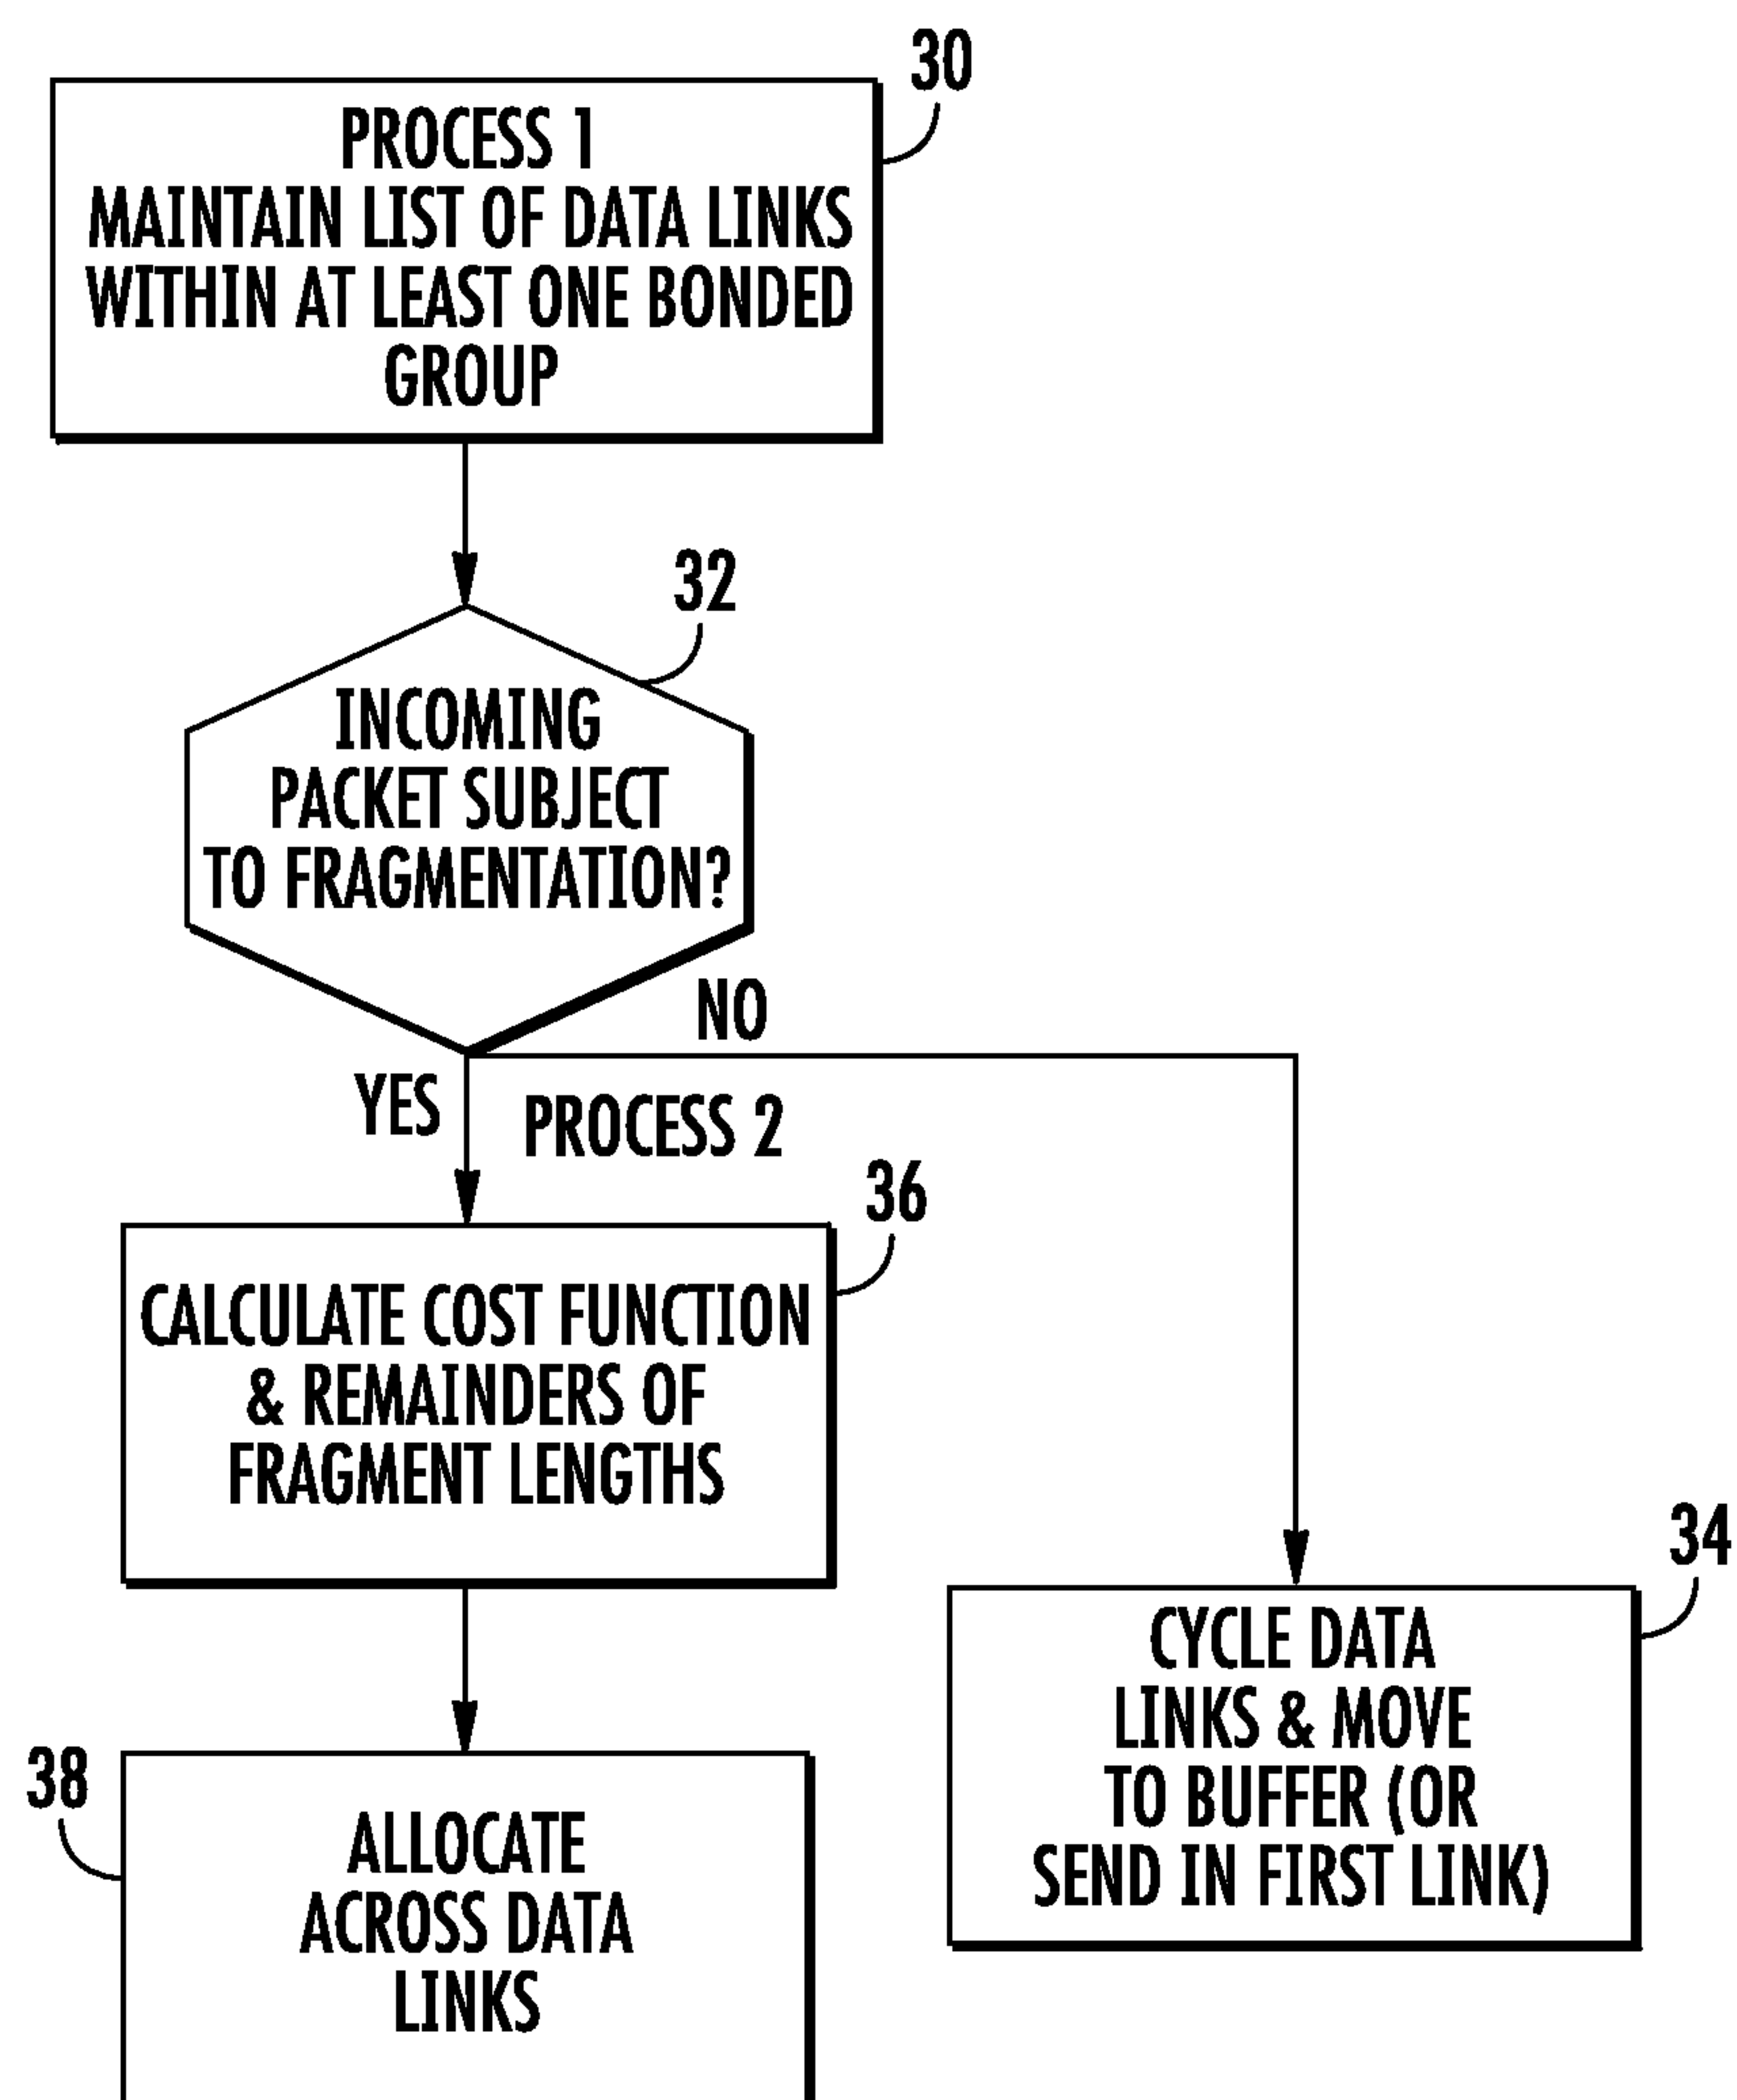 30
PROCESS 1
MAINTAIN LIST OF DATA LINKS
WITHIN AT LEAST ONE BONDED
GROUP
32
INCOMING
PACKET SUBJECT
TO FRAGMENTATION?
NO
YES
PROCESS 2
36
CALCULATE COST FUNCTION
& REMAINDERS OF
FRAGMENT LENGTHS
34
CYCLE DATA
LINKS & MOVE
TO BUFFER (OR
SEND IN FIRST LINK)
38
ALLOCATE
ACROSS DATA
LINKS